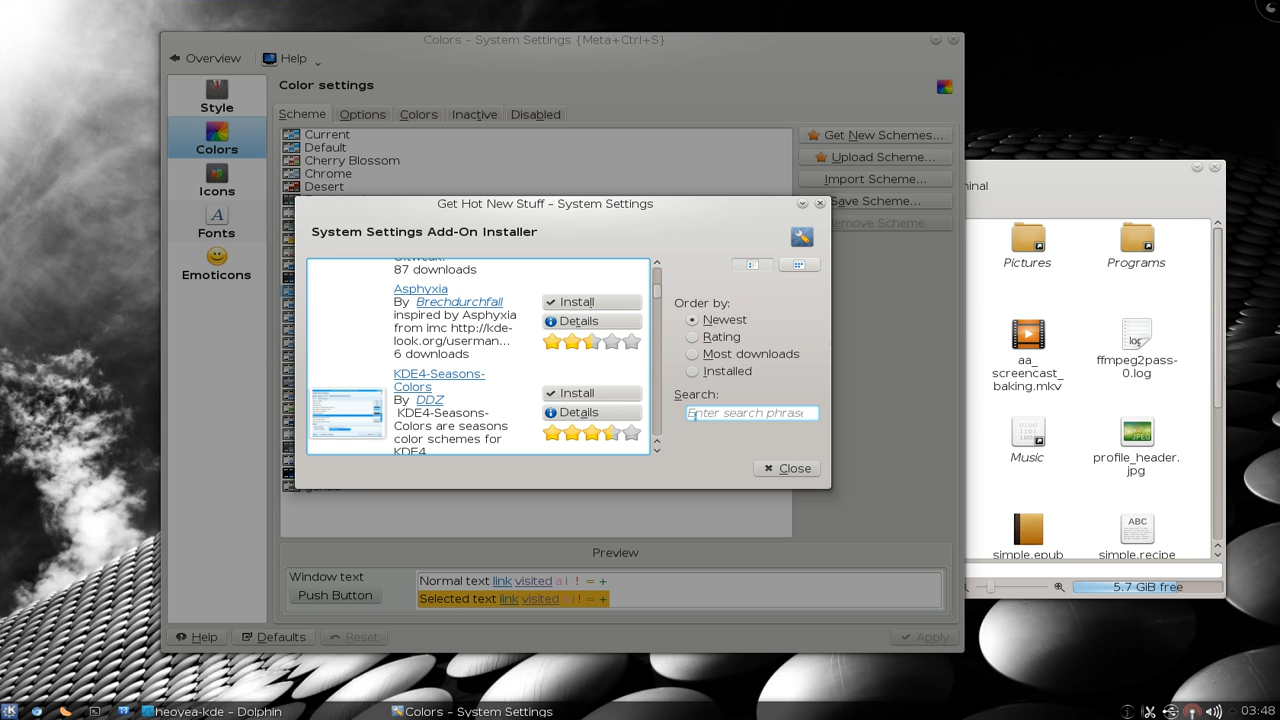 Colors – System Settings {Meta+Ctrl+S}
Overview
Help
Color settings
Style
Colors
Icons
Fonts
Emoticons
Scheme
Options
Colors
Inactive
Disabled
Current
Default
Cherry Blossom
Chrome
Desert
Get New Schemes...
Upload Scheme...
Import Scheme...
Save Scheme...
Get Hot New Stuff – System Settings
System Settings Add-On Installer
87 downloads
Asphyxia
By Brechdurchfall
inspired by Asphyxia
from imc http://kde-
look.org/userman...
6 downloads
Install
Details
KDE4-Seasons-
Colors
By DDZ
KDE4-Seasons-
Colors are seasons
color schemes for
KDE4
Install
Details
Order by:
Newest
Rating
Most downloads
Installed
Search:
Enter search phrase
Close
Preview
Window text
Push Button
Normal text link visited a i ! = +
Selected text link visited i ! = +
Help
Defaults
Reset
Apply
minal
Pictures
Programs
aa_
screencast_
baking.mkv
log
ffmpeg2pass-
0.log
Music
JPEG
profile_header.
jpg
simple.epub
ABC
simple.recipe
5.7 GiB free
heoyea-kde – Dolphin
Colors – System Settings
03:48